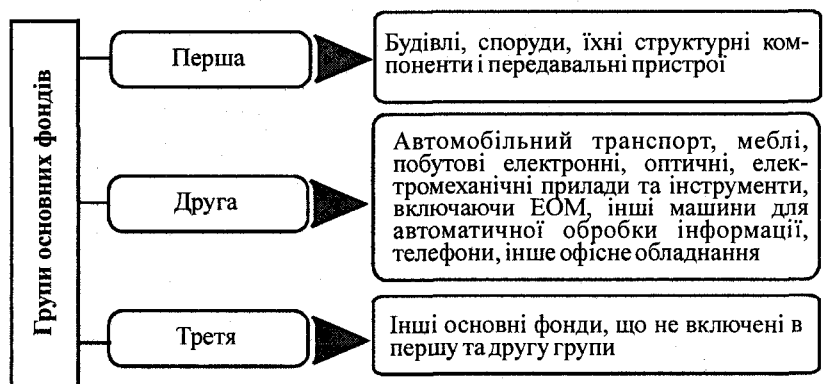 Групи основних фондів
Перша
Будівлі, споруди, їхні структурні ком-
поненти і передавальні пристрої
Друга
Автомобільний транспорт, меблі,
побутові електронні, оптичні, елек-
тромеханічні прилади та інструменти,
включаючи ЕОМ, інші машини для
автоматичної обробки інформації,
телефони, інше офісне обладнання
Третя
Інші основні фонди, що не включені в
першу та другу групи